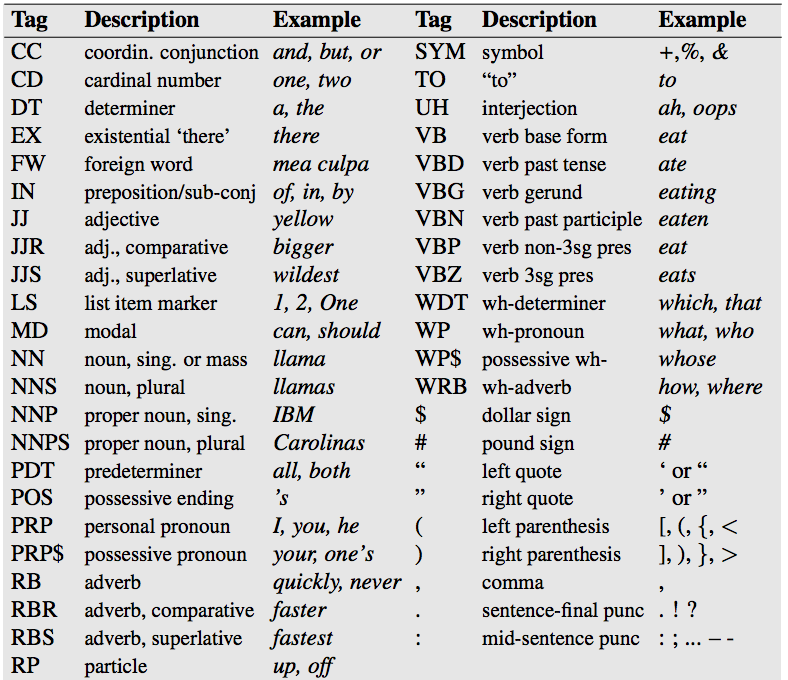 Tag Description Example Tag Description Example
CC coordin. conjunction and, but, or SYM symbol +,%, &
CD cardinal number one, two TO “to” to
DT determiner a, the UH interjection ah, oops
EX existential ‘there’ there VB verb base form eat
FW foreign word mea culpa VBD verb past tense ate
IN preposition/sub-conj of, in, by VBG verb gerund eating
JJ adjective yellow VBN verb past participle eaten
JJR adj., comparative bigger VBP verb non-3sg pres eat
JJS adj., superlative wildest VBZ verb 3sg pres eats
LS list item marker 1, 2, One WDT wh-determiner which, that
MD modal can, should WP wh-pronoun what, who
NN noun, sing. or mass llama WP$ possessive wh- whose
NNS noun, plural llamas WRB wh-adverb how, where
NNP proper noun, sing. IBM $ dollar sign $
NNPS proper noun, plural Carolinas # pound sign #
PDT predeterminer all, both “ left quote ‘ or “
POS possessive ending ’s ” right quote ’ or ”
PRP personal pronoun I, you, he ( left parenthesis [, (, {, <
PRP$ possessive pronoun your, one’s ) right parenthesis ], ), }, >
RB adverb quickly, never , comma ,
RBR adverb, comparative faster . sentence-final punc . ! ?
RBS adverb, superlative fastest : mid-sentence punc : ; ... – -
RP particle up, off